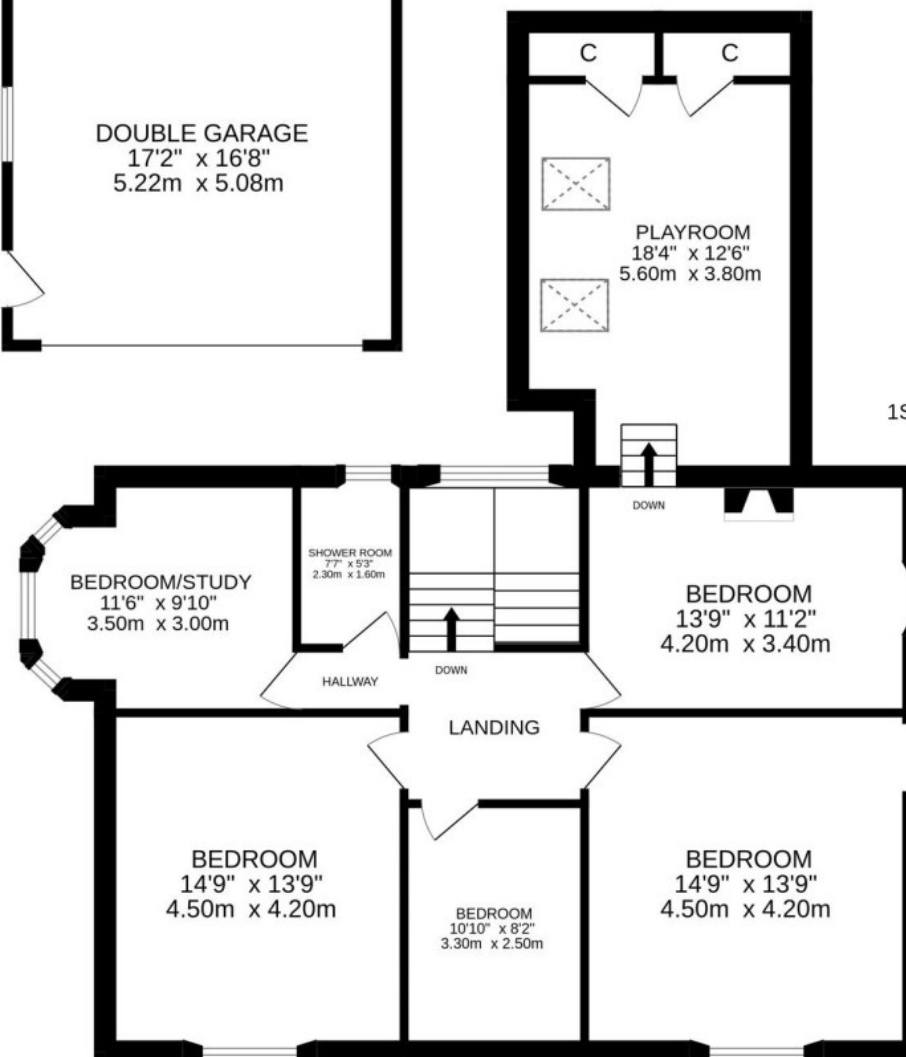 C
C
DOUBLE GARAGE
17'2" x 16'8"
5.22m x 5.08m
PLAYROOM
18'4" x 12'6"
5.60m x 3.80m
1S
DOWN
SHOWER ROOM
7'7" x 5'3"
2.30m x 1.60m
BEDROOM/STUDY
11'6" x 9'10"
3.50m x 3.00m
BEDROOM
13'9" x 11'2"
4.20m x 3.40m
HALLWAY
DOWN
LANDING
BEDROOM
14'9" x 13'9"
4.50m x 4.20m
BEDROOM
10'10" x 8'2"
3.30m x 2.50m
BEDROOM
14'9" x 13'9"
4.50m x 4.20m